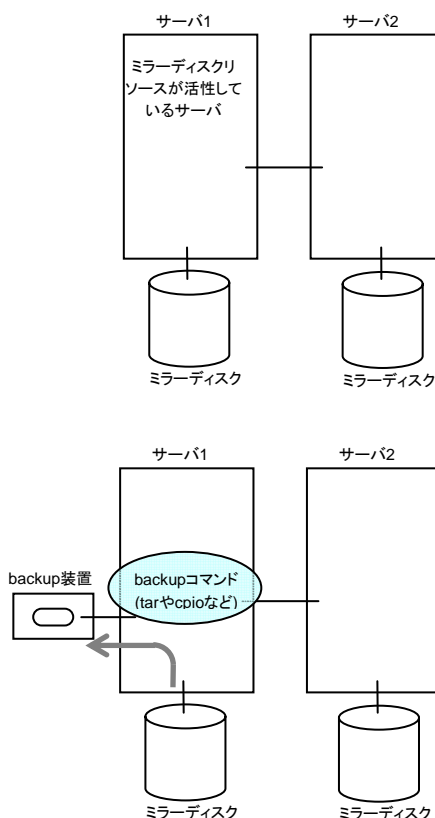 サーバ1
サーバ2
ミラーディスクリ
ソースが活性して
いるサーバ
ミラーディスク
ミラーディスク
サーバ1
サーバ2
backup装置
backupコマンド
(tarやcpioなど)
ミラーディスク
ミラーディスク